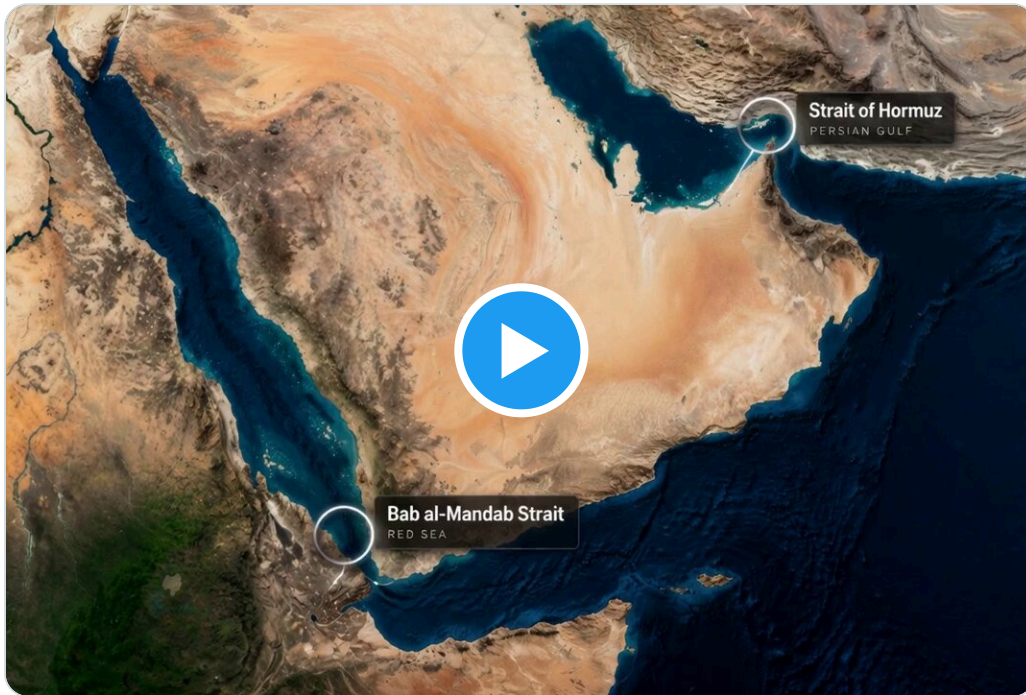 Strait of Hormuz
PERSIAN GULF
Bab al-Mandab Strait
RED SEA